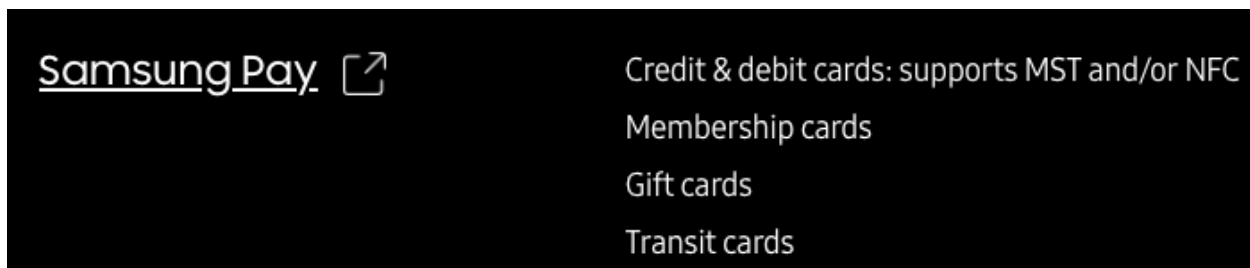 Samsung Pay
Credit & debit cards: supports MST and/or NFC
Membership cards
Gift cards
Transit cards